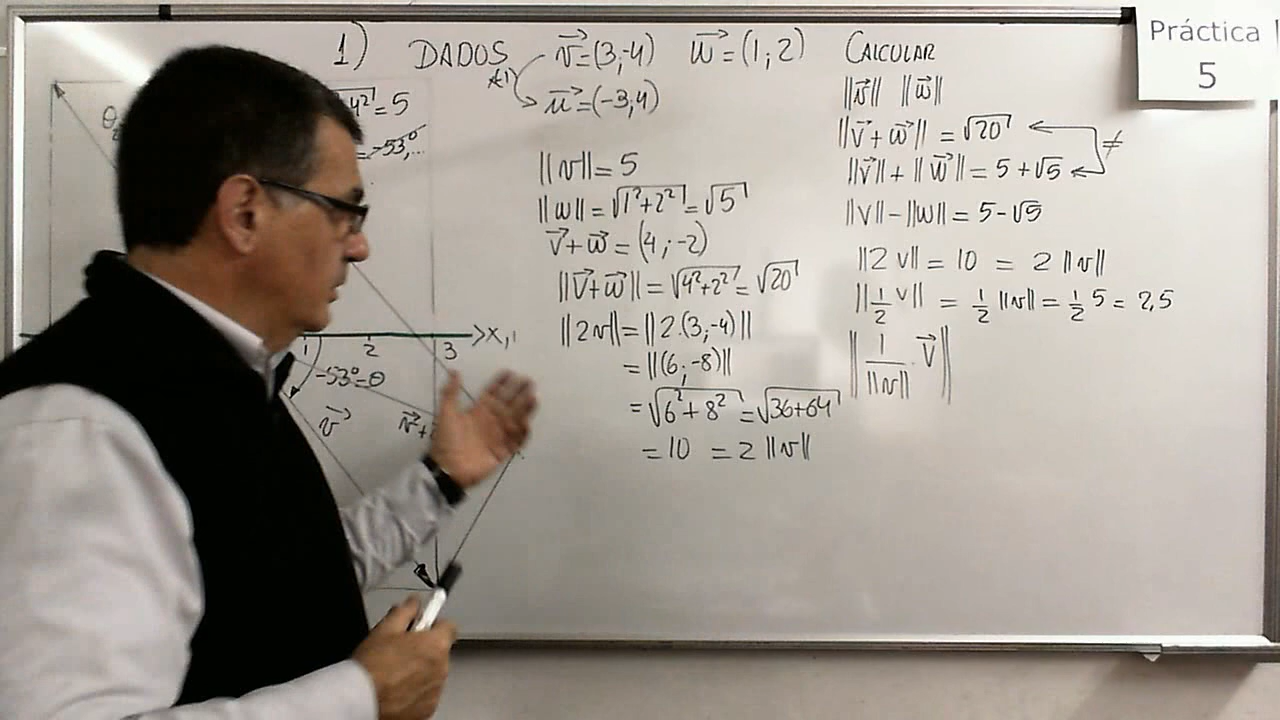 Práctica
5
1) DADOS v=(3;-4) w=(1;2) CALCULAR
u=(-3;4)
4²=5
=-53,...°
θ
1 2 3 x,
-53°=θ
v
v+
||v||=5
||w||=√1²+2²=√5
v+w=(4;-2)
||v+w||=√4²+2²=√20
||2v||=||2.(3;-4)||
=||(6;-8)||
=√6²+8²=√36+64
=10 =2||v||
||v|| ||w||
||v+w||=√20
≠
||v||+||w||=5+√5
||v||-||w||=5-√5
||2v||=10=2||v||
||1/2 v||=1/2||v||=1/2 5=2,5
||1/||v||.v||